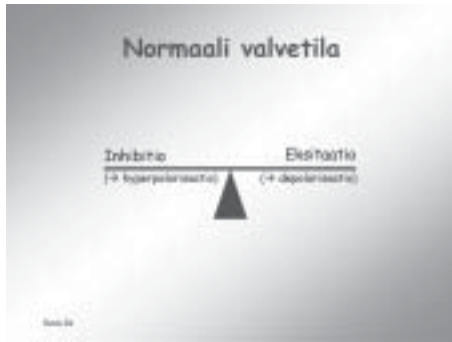 Normaali valvetila
Inhibitio Eksitaatio
(→ hyperpolarisaatio) (→ depolarisaatio)